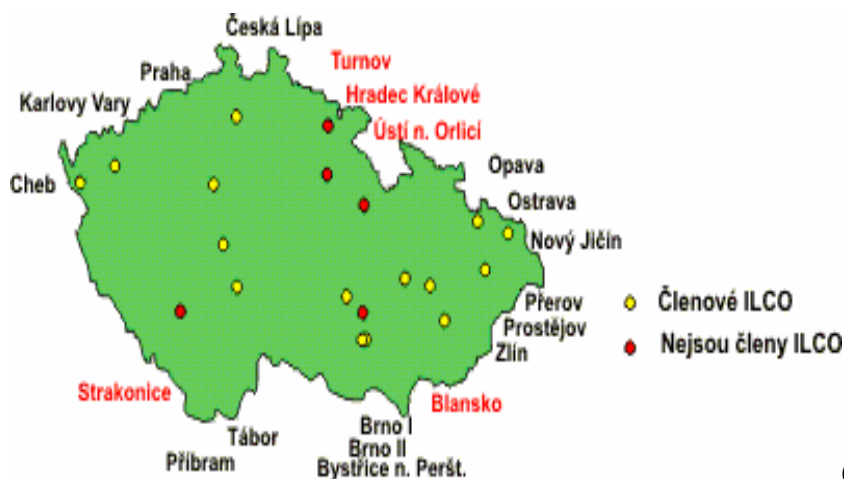 Česká Lípa
Turnov
Praha
Hradec Králové
Karlovy Vary
Ústí n. Orlicí
Opava
Cheb
Ostrava
Nový Jičín
Přerov
Členové ILCO
Prostějov
Nejsou členy ILCO
Zlín
Strakonice
Blansko
Brno I
Tábor
Brno II
Příbram
Bystřice n. Peršt.